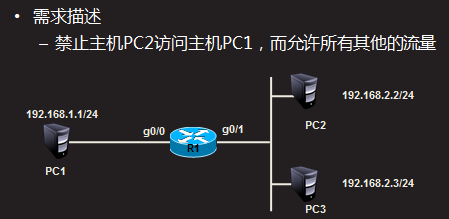 • 需求描述
– 禁止主机PC2访问主机PC1，而允许所有其他的流量
192.168.1.1/24
g0/0
g0/1
R1
PC1
192.168.2.2/24
PC2
192.168.2.3/24
PC3